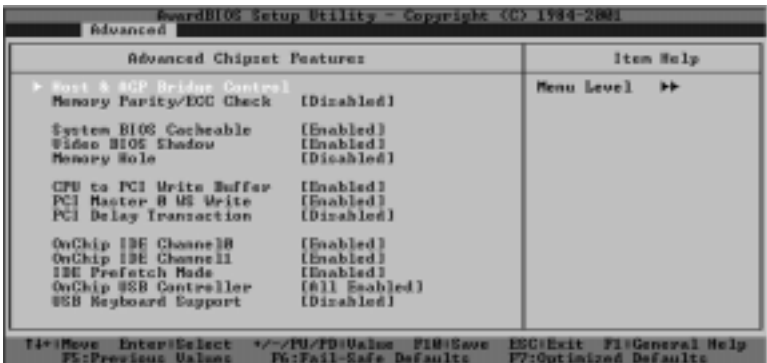 AwardBIOS Setup Utility - Copyright (C) 1984-2001
Advanced
Advanced Chipset Features
Item Help
► Host & AGP Bridge Control
Memory Parity/ECC Check [Disabled]
System BIOS Cacheable [Enabled]
Video BIOS Shadow [Enabled]
Memory Hole [Disabled]
CPU to PCI Write Buffer [Enabled]
PCI Master 0 WS Write [Enabled]
PCI Delay Transaction [Disabled]
OnChip IDE Channel0 [Enabled]
OnChip IDE Channel1 [Enabled]
IDE Prefetch Mode [Enabled]
OnChip USB Controller [All Enabled]
USB Keyboard Support [Disabled]
Menu Level ►►
↑↓←:Move Enter:Select +/-/PU/PD:Value F10:Save ESC:Exit F1:General Help
F5:Previous Values F6:Fail-Safe Defaults F7:Optimized Defaults